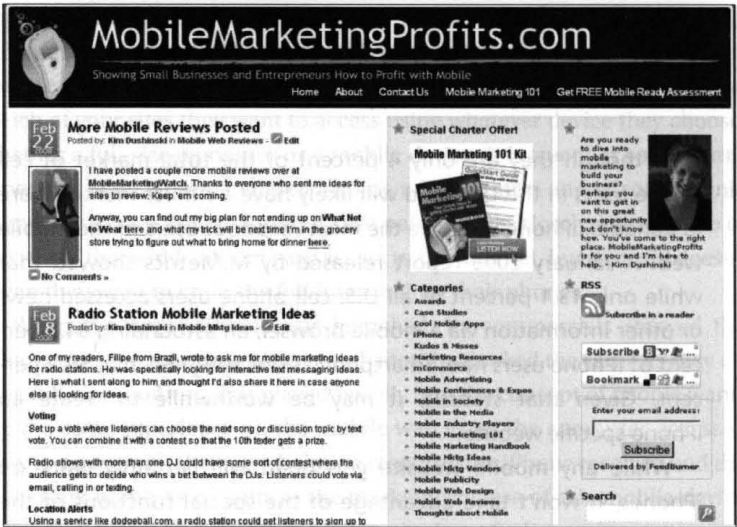 MobileMarketingProfits.com
Showing Small Businesses and Entrepreneurs How to Profit with Mobile
Home About Contact Us Mobile Marketing 101 Get FREE Mobile Ready Assessment
Feb
22
More Mobile Reviews Posted
Posted by: Kim Dushinski in Mobile Web Reviews - Edit
I have posted a couple more mobile reviews over at
MobileMarketingWatch. Thanks to everyone who sent me ideas for
sites to review. Keep 'em coming.
Anyway, you can find out my big plan for not ending up on What Not
to Wear here and what my trick will be next time I'm in the grocery
store trying to figure out what to bring home for dinner here.
No Comments »
Feb
18
Radio Station Mobile Marketing Ideas
Posted by: Kim Dushinski in Mobile Mktg Ideas - Edit
One of my readers, Filipe from Brazil, wrote to ask me for mobile marketing ideas
for radio stations. He was specifically looking for interactive text messaging ideas.
Here is what I sent along to him and thought I'd also share it here in case anyone
else is looking for ideas.
Voting
Set up a vote where listeners can choose the next song or discussion topic by text
vote. You can combine it with a contest so that the 10th texter gets a prize.
Radio shows with more than one DJ could have some sort of contest where the
audience gets to decide who wins a bet between the DJs. Listeners could vote via
email, calling in or texting.
Location Alerts
Using a service like dodgeball.com, a radio station could get listeners to sign up to
Special Charter Offer!
Mobile Marketing 101 Kit
QuickStart Guide
Mobile
Marketing
101
WORKBOOK
LISTEN NOW
Categories
Awards
Case Studies
Cool Mobile Apps
iPhone
Kudos & Misses
Marketing Resources
mCommerce
Mobile Advertising
Mobile Conferences & Expos
Mobile in Society
Mobile in the Media
Mobile Industry Players
Mobile Marketing 101
Mobile Marketing Handbook
Mobile Mktg Ideas
Mobile Mktg Vendors
Mobile Publicity
Mobile Web Design
Mobile Web Reviews
Thoughts about Mobile
Are you ready
to dive into
mobile
marketing to
build your
business?
Perhaps you
want to get in
on this great
new opportunity
but don't know
how. You've come to the right
place. MobileMarketingProfits
is for you and I'm here to
help. - Kim Dushinski
RSS
Subscribe in a reader
Subscribe
Bookmark
Enter your email address:
Subscribe
Delivered by FeedBurner
Search